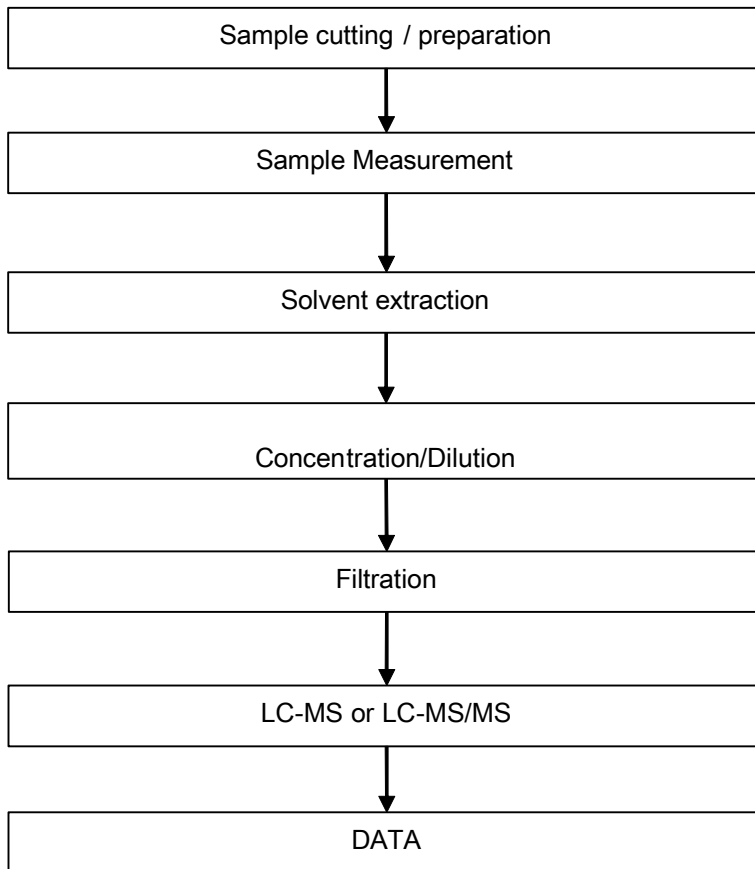 Sample cutting / preparation
Sample Measurement
Solvent extraction
Concentration/Dilution
Filtration
LC-MS or LC-MS/MS
DATA